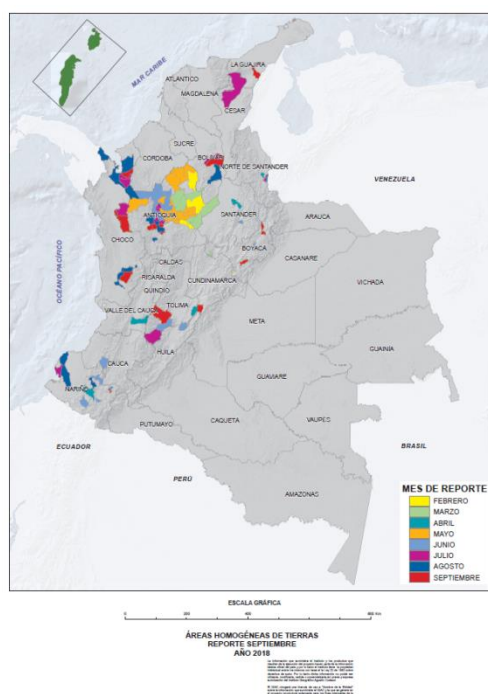 MAR CARIBE
LA GUAJIRA
ATLANTICO
MAGDALENA
CESAR
SUCRE
CORDOBA
BOLIVAR
NORTE DE SANTANDER
VENEZUELA
ANTIOQUIA
SANTANDER
ARAUCA
CHOCO
BOYACA
CASANARE
OCÉANO PACÍFICO
CALDAS
RISARALDA
CUNDINAMARCA
VICHADA
QUINDIO
TOLIMA
VALLE DEL CAUCA
META
GUAINIA
HUILA
CAUCA
GUAVIARE
NARIÑO
VAUPES
CAQUETA
PUTUMAYO
ECUADOR
BRASIL
PERÚ
AMAZONAS
MES DE REPORTE
FEBRERO
MARZO
ABRIL
MAYO
JUNIO
JULIO
AGOSTO
SEPTIEMBRE
ESCALA GRÁFICA
ÁREAS HOMOGÉNEAS DE TIERRAS
REPORTE SEPTIEMBRE
AÑO 2018